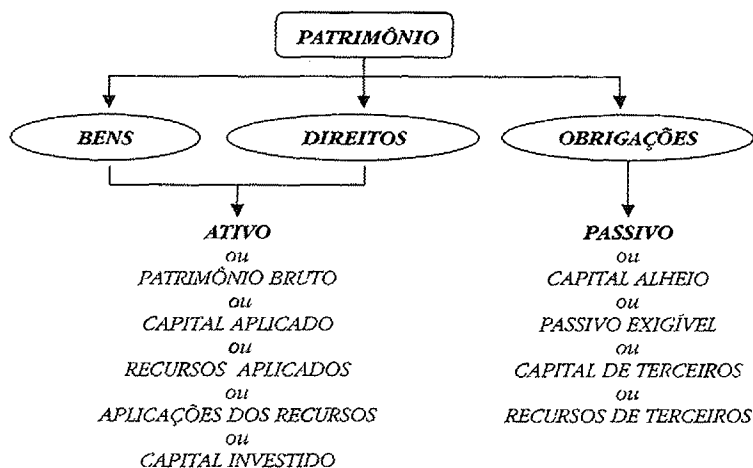 PATRIMÔNIO
BENS
DIREITOS
OBRIGAÇÕES
ATIVO
ou
PATRIMÔNIO BRUTO
ou
CAPITAL APLICADO
ou
RECURSOS APLICADOS
ou
APLICAÇÕES DOS RECURSOS
ou
CAPITAL INVESTIDO
PASSIVO
ou
CAPITAL ALHEIO
ou
PASSIVO EXIGÍVEL
ou
CAPITAL DE TERCEIROS
ou
RECURSOS DE TERCEIROS